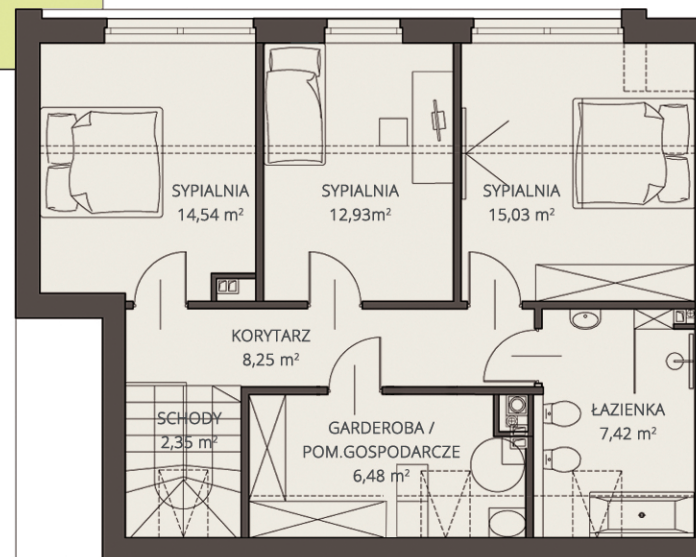 SYPIALNIA
14,54 m²
SYPIALNIA
12,93m²
SYPIALNIA
15,03 m²
KORYTARZ
8,25 m²
SCHODY
2,35 m²
GARDEROBA /
POM.GOSPODARCZE
6,48 m²
ŁAZIENKA
7,42 m²